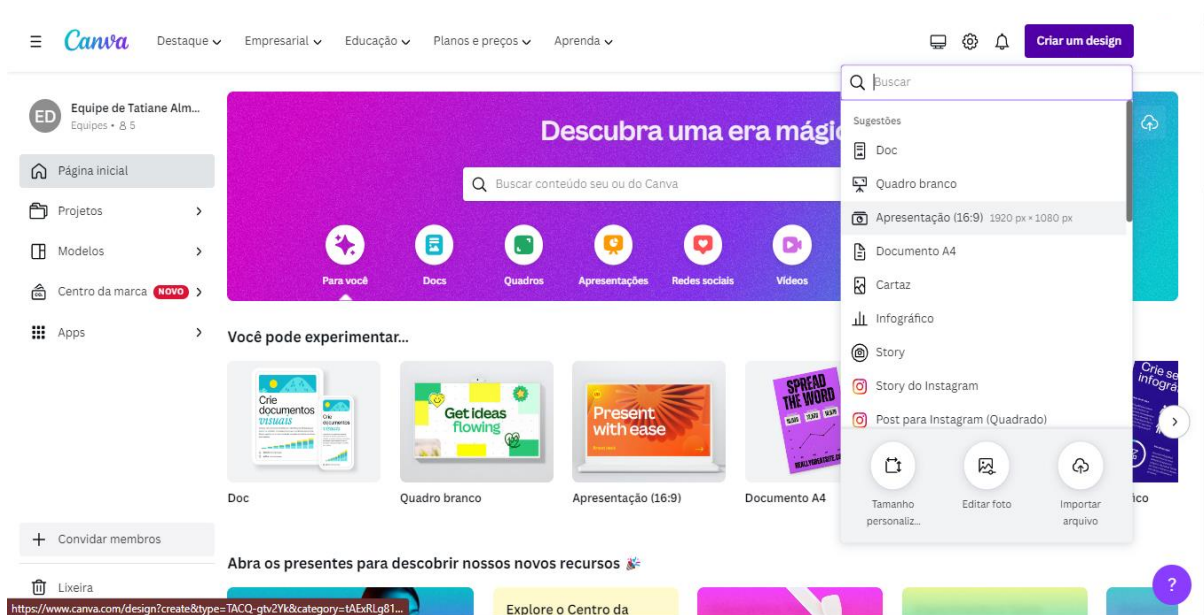 Canva
Destaque
Empresarial
Educação
Planos e preços
Aprenda
Criar um design
ED
Equipe de Tatiane Alm...
Equipes • 5
Página inicial
Projetos
Modelos
Centro da marca NOVO
Apps
Convidar membros
Lixeira
Descubra uma era mági
Buscar conteúdo seu ou do Canva
Para você
Docs
Quadros
Apresentações
Redes sociais
Vídeos
Buscar
Sugestões
Doc
Quadro branco
Apresentação (16:9) 1920 px × 1080 px
Documento A4
Cartaz
Infográfico
Story
Story do Instagram
Post para Instagram (Quadrado)
Tamanho
personaliz...
Editar foto
Importar
arquivo
Você pode experimentar...
Crie
documentos
visuais
Get ideas
flowing
Present
with ease
SPREAD
THE WORD
Crie se
infográ
Doc
Quadro branco
Apresentação (16:9)
Documento A4
ico
Abra os presentes para descobrir nossos novos recursos 🎉
Explore o Centro da
?
https://www.canva.com/design?create&type=TACQ-gtv2Yk&category=tAExRLg81...